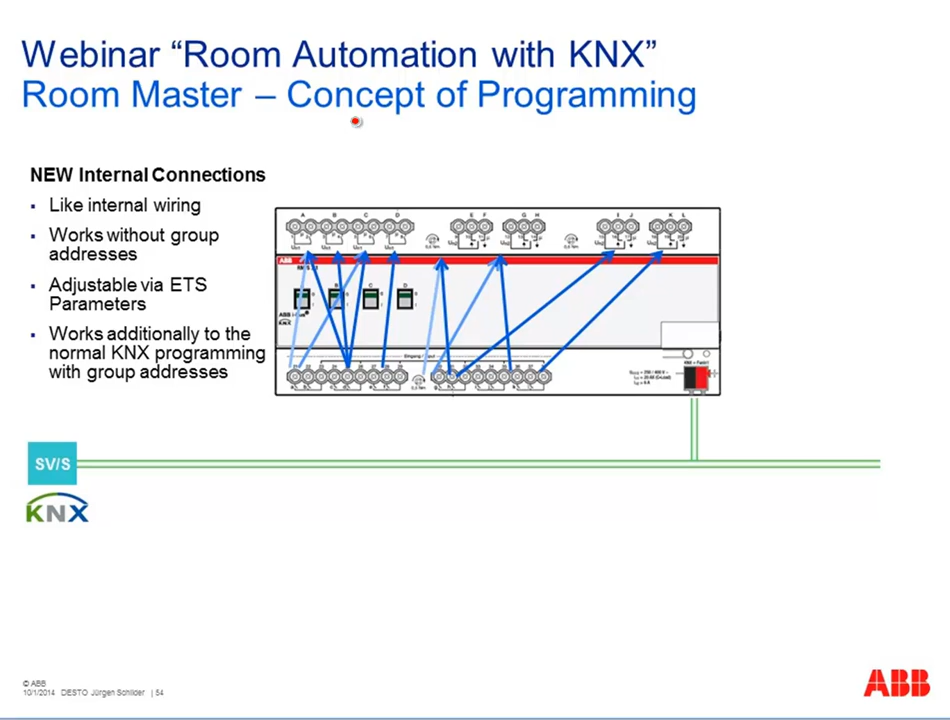 Webinar “Room Automation with KNX”
Room Master – Concept of Programming
NEW Internal Connections
▪ Like internal wiring
▪ Works without group
addresses
▪ Adjustable via ETS
Parameters
▪ Works additionally to the
normal KNX programming
with group addresses
A B C D E F G H I J K L
ABB
C D
SV/S
KNX
© ABB
10/1/2014 DESTO Jürgen Schilder | 54
ABB